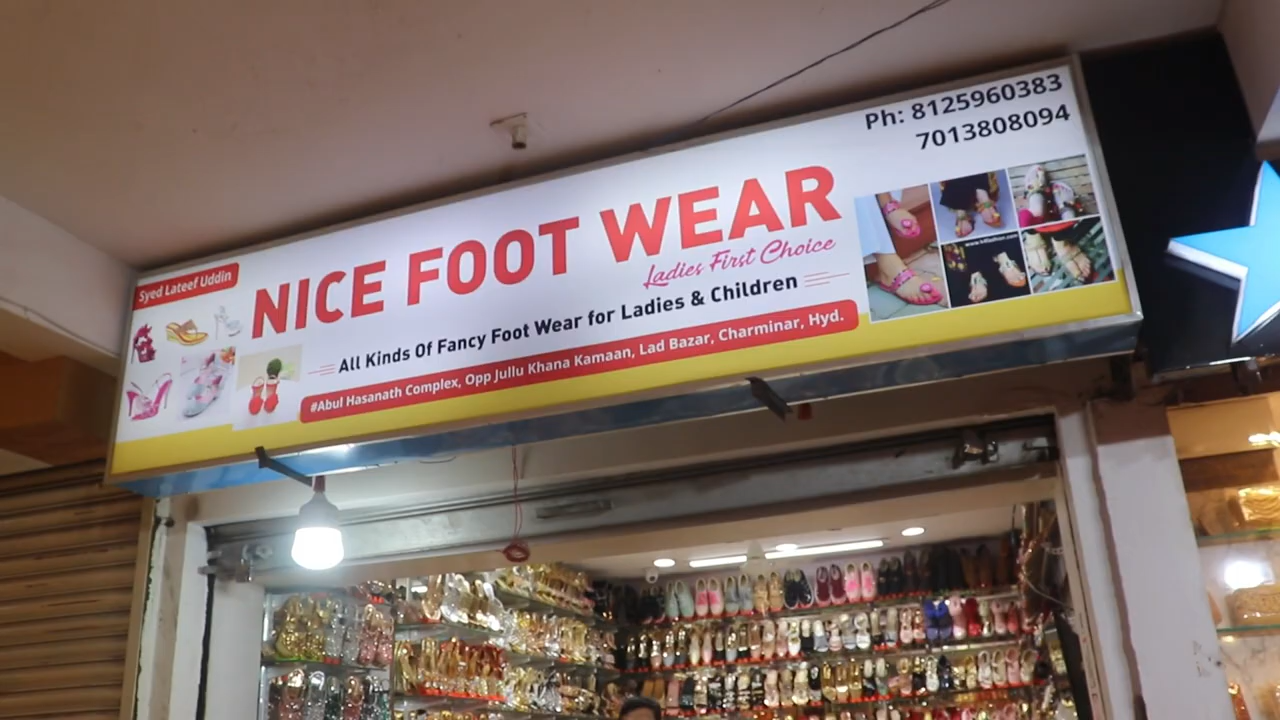 Ph: 8125960383
7013808094
Syed Lateef Uddin
NICE FOOT WEAR
Ladies First Choice
All Kinds Of Fancy Foot Wear for Ladies & Children
#Abul Hasanath Complex, Opp Jullu Khana Kamaan, Lad Bazar, Charminar, Hyd.